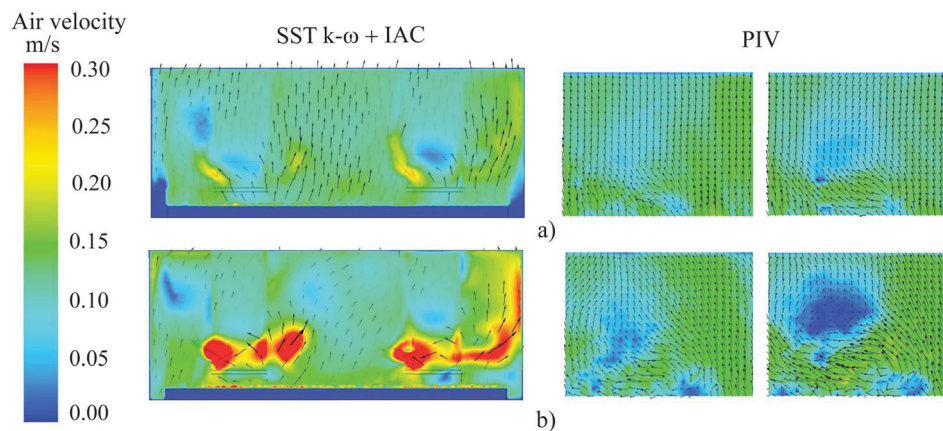 Air velocity
m/s
SST k-ω + IAC
PIV
0.30
0.25
0.20
0.15
0.10
0.05
0.00
a)
b)